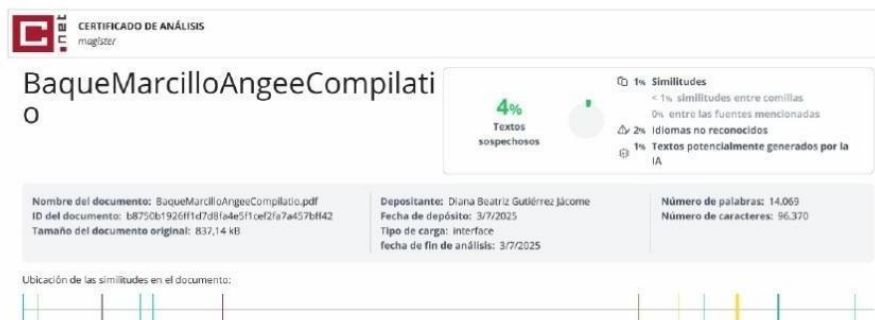 .net
CERTIFICADO DE ANÁLISIS
magister
BaqueMarcilloAngeeCompilati
o
4%
Textos
sospechosos
1% Similitudes
< 1% similitudes entre comillas
0% entre las fuentes mencionadas
2% Idiomas no reconocidos
1% Textos potencialmente generados por la
IA
Nombre del documento: BaqueMarcilloAngeeCompilatio.pdf
ID del documento: b8750b1926ff1d7d8fa4e5f1cef2fa7a457bff42
Tamaño del documento original: 837,14 kB
Depositante: Diana Beatriz Gutiérrez Jácome
Fecha de depósito: 3/7/2025
Tipo de carga: interface
fecha de fin de análisis: 3/7/2025
Número de palabras: 14.069
Número de caracteres: 96.370
Ubicación de las similitudes en el documento: